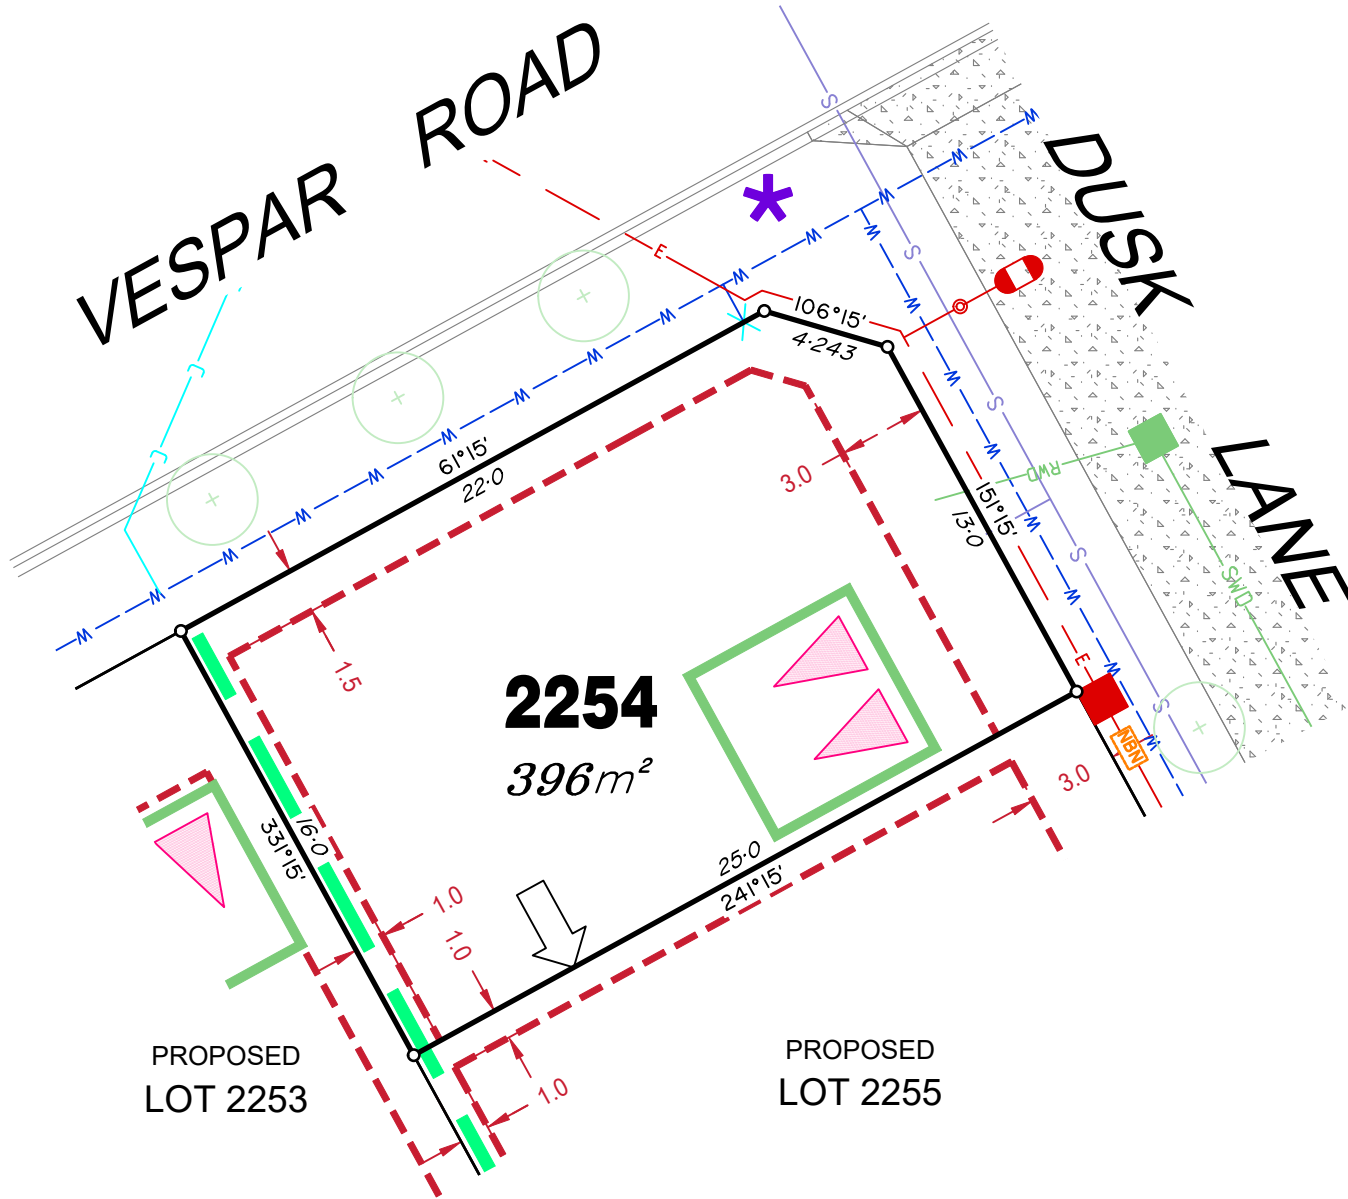 VESPAR ROAD
DUSK LANE
S
W
W
W
E
W
S
W
W
106°15'
4·243
W
W
W
S
W
61°15'
22·0
3.0
W
RWD
151°15'
13·0
W
W
W
S
SWD
W
W
1.5
E
W
S
W
NBN
2254
396m²
3.0
16·0
331°15'
25·0
241°15'
1.0
1.0
1.0
PROPOSED
LOT 2253
PROPOSED
LOT 2255